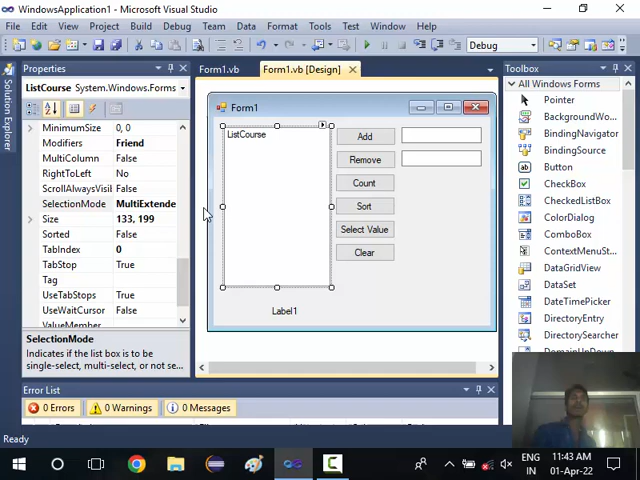 WindowsApplication1 - Microsoft Visual Studio
File Edit View Project Build Debug Team Data Format Tools Test Window Help
Debug
Solution Explorer
Properties
ListCourse System.Windows.Forms
MinimumSize 0, 0
Modifiers Friend
MultiColumn False
RightToLeft No
ScrollAlwaysVisil False
SelectionMode MultiExtende
Size 133, 199
Sorted False
TabIndex 0
TabStop True
Tag
UseTabStops True
UseWaitCursor False
ValueMember
SelectionMode
Indicates if the list box is to be
single-select, multi-select, or not se...
Form1.vb Form1.vb [Design]
Form1
ListCourse
Add
Remove
Count
Sort
Select Value
Clear
Label1
Toolbox
All Windows Forms
Pointer
BackgroundWo
BindingNavigator
BindingSource
Button
CheckBox
CheckedListBox
ColorDialog
ComboBox
ContextMenuSt
DataGridView
DataSet
DateTimePicker
DirectoryEntry
DirectorySearcher
DomainUpDown
Error List
0 Errors 0 Warnings 0 Messages
Ready
ENG
IN
11:43 AM
01-Apr-22